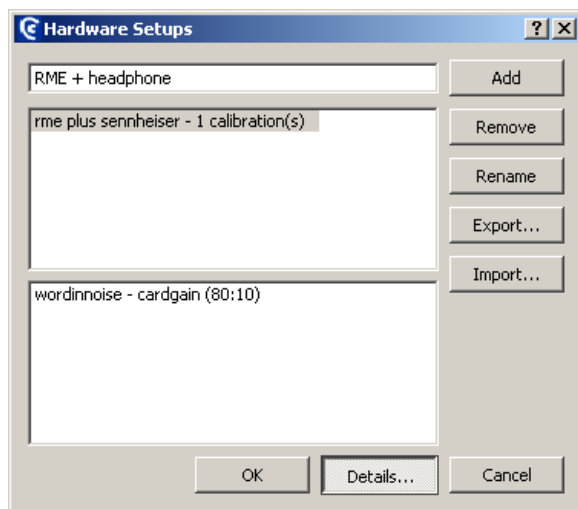 Hardware Setups
RME + headphone
Add
rme plus sennheiser - 1 calibration(s)
Remove
Rename
Export...
Import...
wordinnoise - cardgain (80:10)
OK
Details...
Cancel